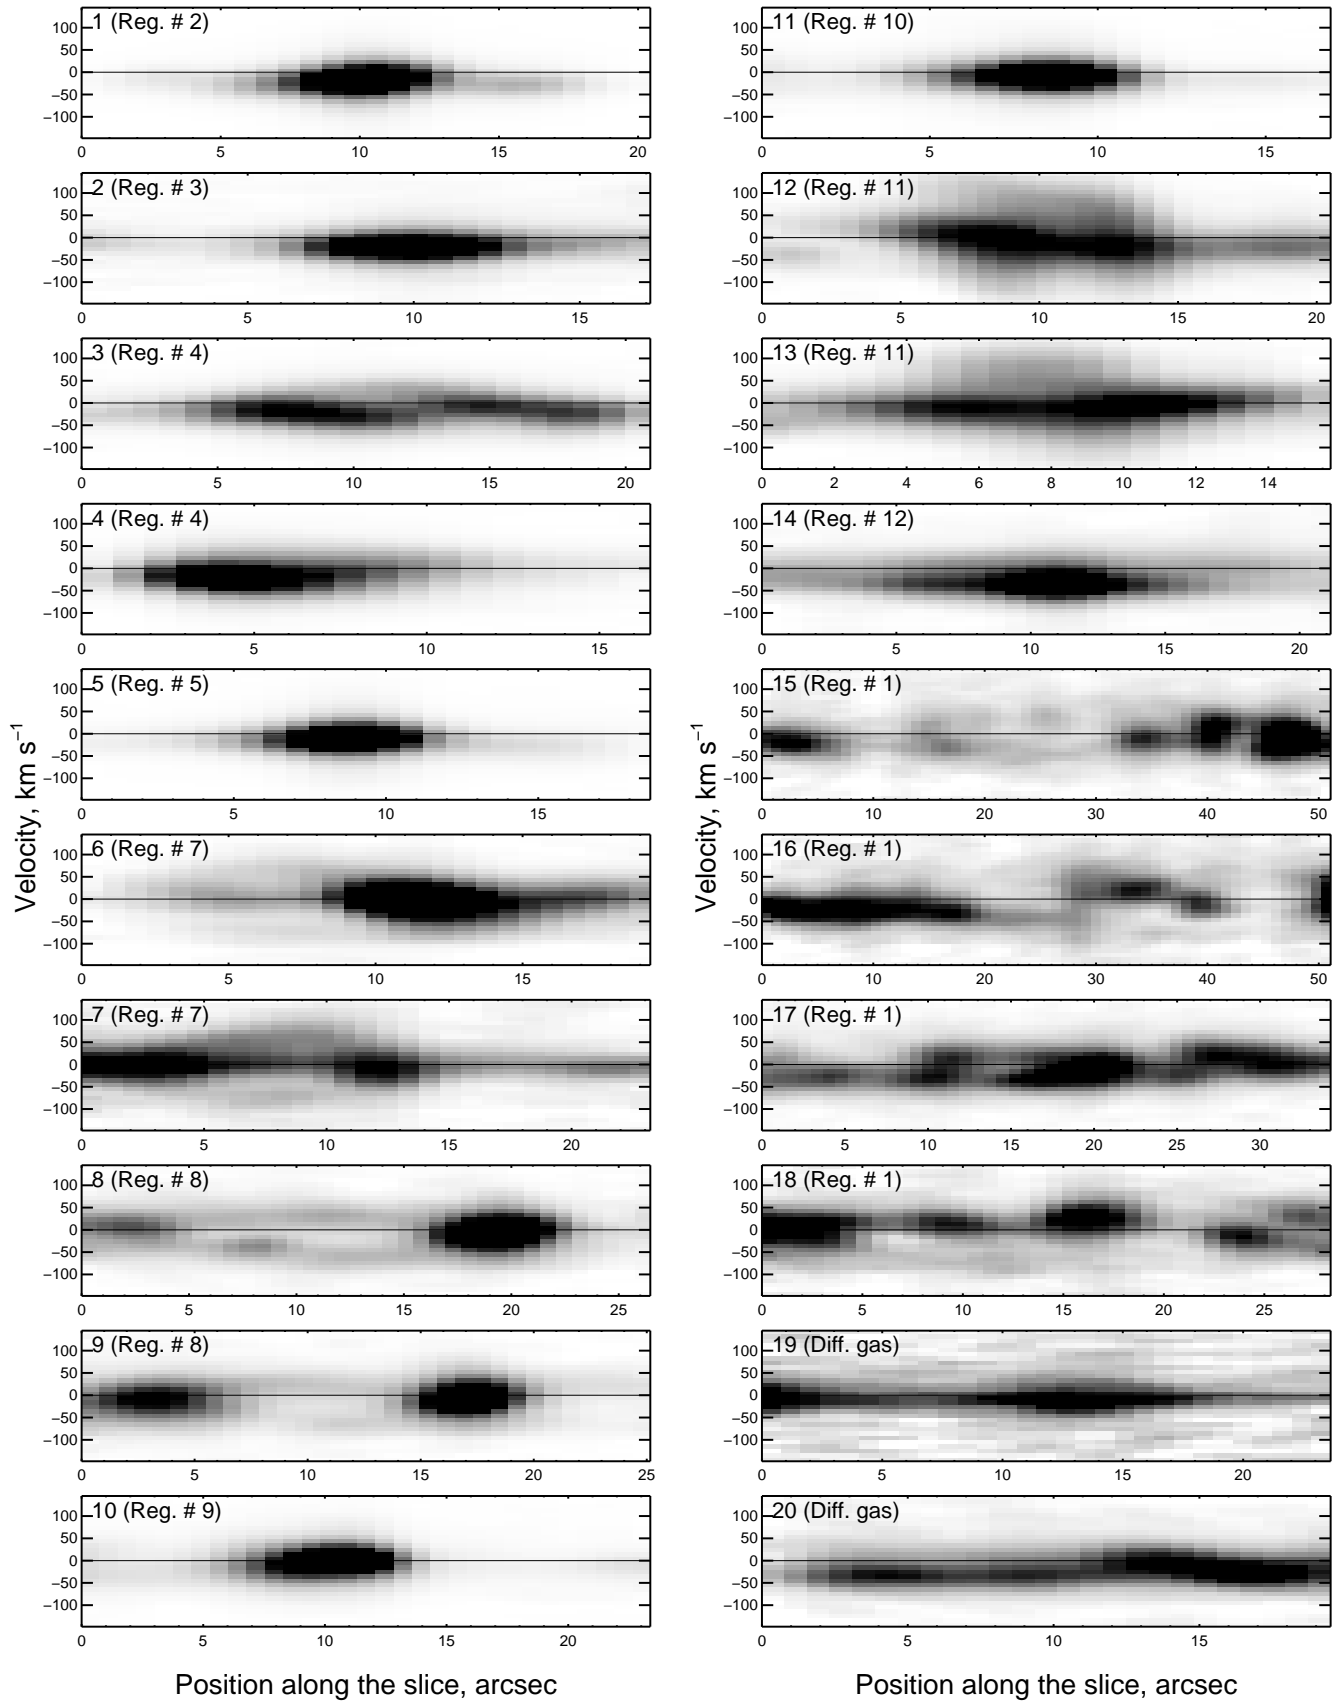 1 (Reg. # 2)
100
50
0
−50
−100
0 5 10 15 20
2 (Reg. # 3)
100
50
0
−50
−100
0 5 10 15
3 (Reg. # 4)
100
50
0
−50
−100
0 5 10 15 20
4 (Reg. # 4)
100
50
0
−50
−100
0 5 10 15
5 (Reg. # 5)
100
50
0
−50
−100
0 5 10 15
6 (Reg. # 7)
100
50
0
−50
−100
0 5 10 15
7 (Reg. # 7)
100
50
0
−50
−100
0 5 10 15 20
8 (Reg. # 8)
100
50
0
−50
−100
0 5 10 15 20 25
9 (Reg. # 8)
100
50
0
−50
−100
0 5 10 15 20 25
10 (Reg. # 9)
100
50
0
−50
−100
0 5 10 15 20
Velocity, km s⁻¹
Position along the slice, arcsec
11 (Reg. # 10)
100
50
0
−50
−100
0 5 10 15
12 (Reg. # 11)
100
50
0
−50
−100
0 5 10 15 20
13 (Reg. # 11)
100
50
0
−50
−100
0 2 4 6 8 10 12 14
14 (Reg. # 12)
100
50
0
−50
−100
0 5 10 15 20
15 (Reg. # 1)
100
50
0
−50
−100
0 10 20 30 40 50
16 (Reg. # 1)
100
50
0
−50
−100
0 10 20 30 40 50
17 (Reg. # 1)
100
50
0
−50
−100
0 5 10 15 20 25 30
18 (Reg. # 1)
100
50
0
−50
−100
0 5 10 15 20 25
19 (Diff. gas)
100
50
0
−50
−100
0 5 10 15 20
20 (Diff. gas)
100
50
0
−50
−100
0 5 10 15
Velocity, km s⁻¹
Position along the slice, arcsec